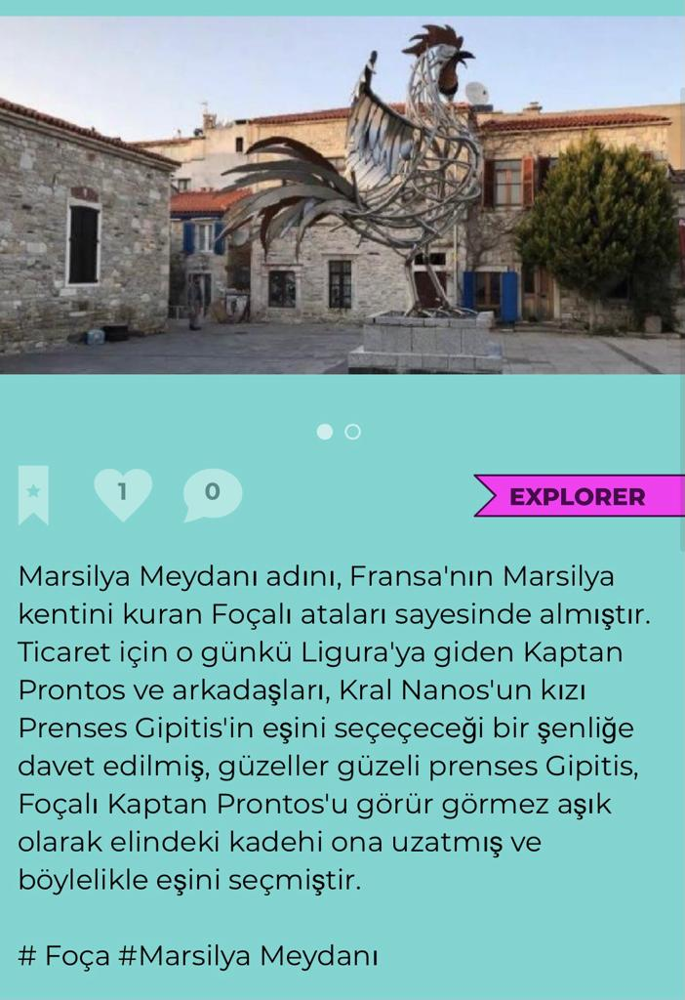 1
0
EXPLORER
Marsilya Meydanı adını, Fransa'nın Marsilya
kentini kuran Foçalı ataları sayesinde almıştır.
Ticaret için o günkü Ligura'ya giden Kaptan
Prontos ve arkadaşları, Kral Nanos'un kızı
Prenses Gipitis'in eşini seçeçeceği bir şenliğe
davet edilmiş, güzeller güzeli prenses Gipitis,
Foçalı Kaptan Prontos'u görür görmez aşık
olarak elindeki kadehi ona uzatmış ve
böylelikle eşini seçmiştir.
# Foça #Marsilya Meydanı